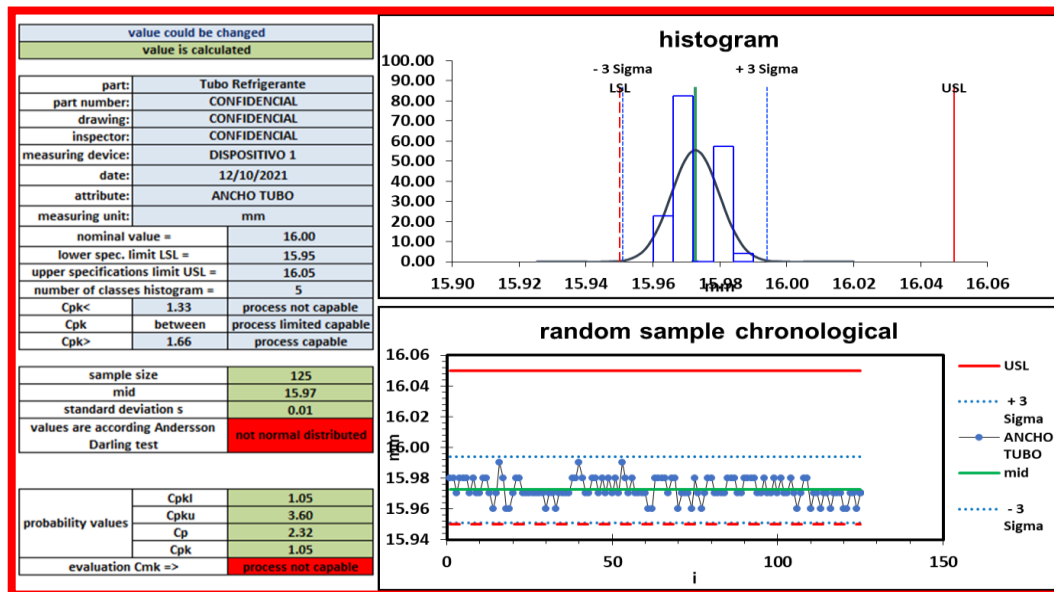 value could be changed
value is calculated
part: Tubo Refrigerante
part number: CONFIDENCIAL
drawing: CONFIDENCIAL
inspector: CONFIDENCIAL
measuring device: DISPOSITIVO 1
date: 12/10/2021
attribute: ANCHO TUBO
measuring unit: mm
nominal value = 16.00
lower spec. limit LSL = 15.95
upper specifications limit USL = 16.05
number of classes histogram = 5
Cpk< 1.33 process not capable
Cpk between process limited capable
Cpk> 1.66 process capable
sample size 125
mid 15.97
standard deviation s 0.01
values are according Andersson
Darling test
not normal distributed
probability values
Cpkl 1.05
Cpku 3.60
Cp 2.32
Cpk 1.05
evaluation Cmk => process not capable
histogram
- 3 Sigma + 3 Sigma
LSL USL
100.00
90.00
80.00
70.00
60.00
50.00
40.00
30.00
20.00
10.00
0.00
15.90 15.92 15.94 15.96 15.98 16.00 16.02 16.04 16.06
mm
random sample chronological
16.06
16.04
16.02
16.00
15.98
15.96
15.94
mm
0 50 100 150
i
USL
+ 3
Sigma
ANCHO
TUBO
mid
- 3
Sigma